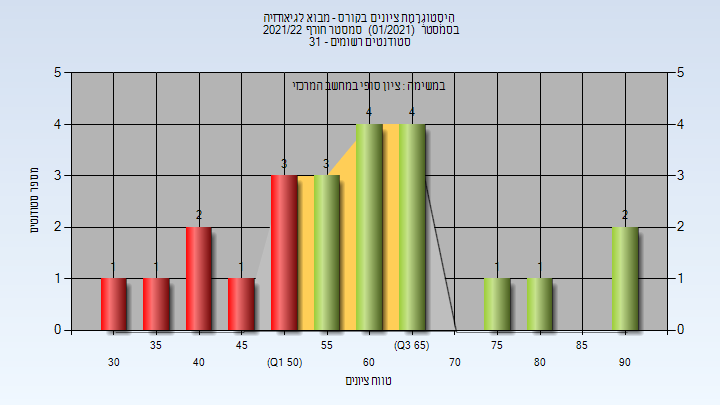 היסטוגרמת ציונים בקורס - מבוא לגיאודזיה
בסמסטר (01/2021) סמסטר חורף 2021/22
סטודנטים רשומים - 31
במשימה : ציון סופי במחשב המרכזי
מספר סטודנטים
5 5
4 4
3 3
2 2
1 1
0 0
1 1 2 1 3 3 4 4 1 1 2
35 45 55 (Q3 65) 75 85
30 40 (Q1 50) 60 70 80 90
טווח ציונים